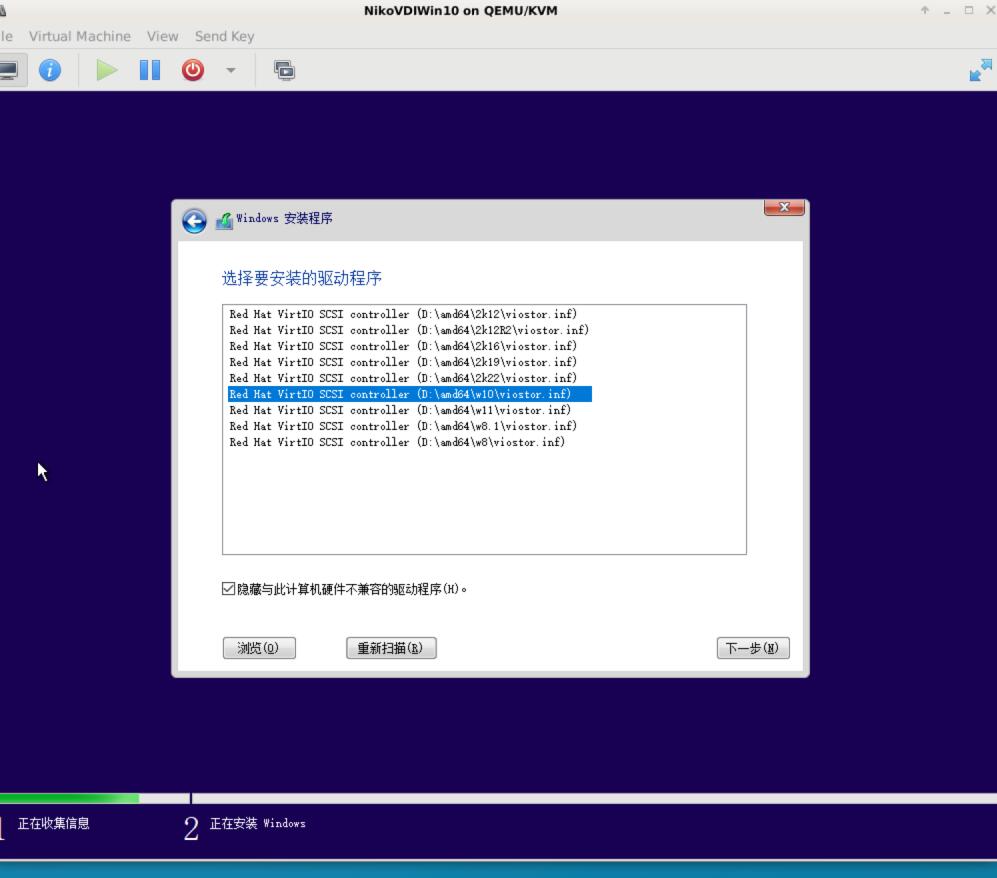 NikoVDIWin10 on QEMU/KVM
le Virtual Machine View Send Key
Windows 安装程序
选择要安装的驱动程序
Red Hat VirtIO SCSI controller (D:\amd64\2k12\viostor.inf)
Red Hat VirtIO SCSI controller (D:\amd64\2k12R2\viostor.inf)
Red Hat VirtIO SCSI controller (D:\amd64\2k16\viostor.inf)
Red Hat VirtIO SCSI controller (D:\amd64\2k19\viostor.inf)
Red Hat VirtIO SCSI controller (D:\amd64\2k22\viostor.inf)
Red Hat VirtIO SCSI controller (D:\amd64\w10\viostor.inf)
Red Hat VirtIO SCSI controller (D:\amd64\w11\viostor.inf)
Red Hat VirtIO SCSI controller (D:\amd64\w8.1\viostor.inf)
Red Hat VirtIO SCSI controller (D:\amd64\w8\viostor.inf)
隐藏与此计算机硬件不兼容的驱动程序(H)。
浏览(O) 重新扫描(R) 下一步(N)
1 正在收集信息 2 正在安装 Windows